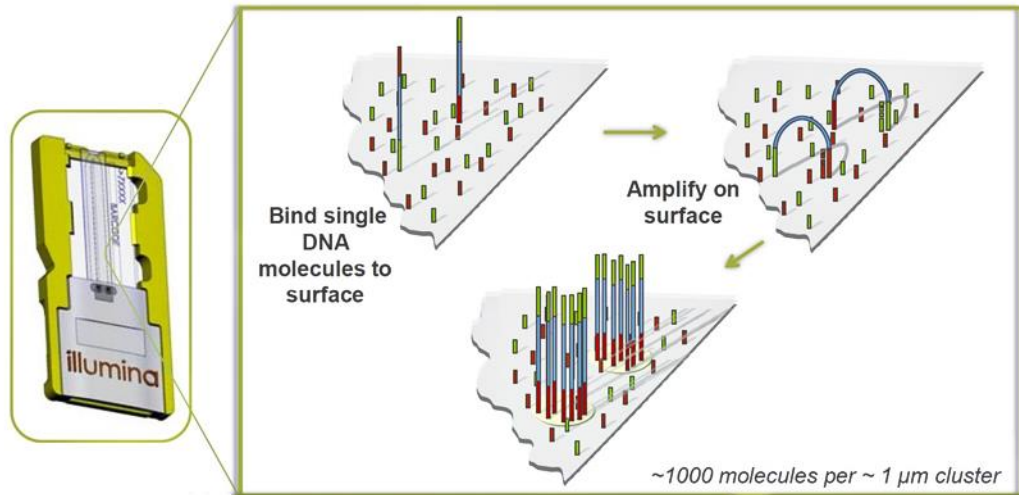 Bind single
DNA
molecules to
surface
Amplify on
surface
illumina
~1000 molecules per ~ 1 µm cluster